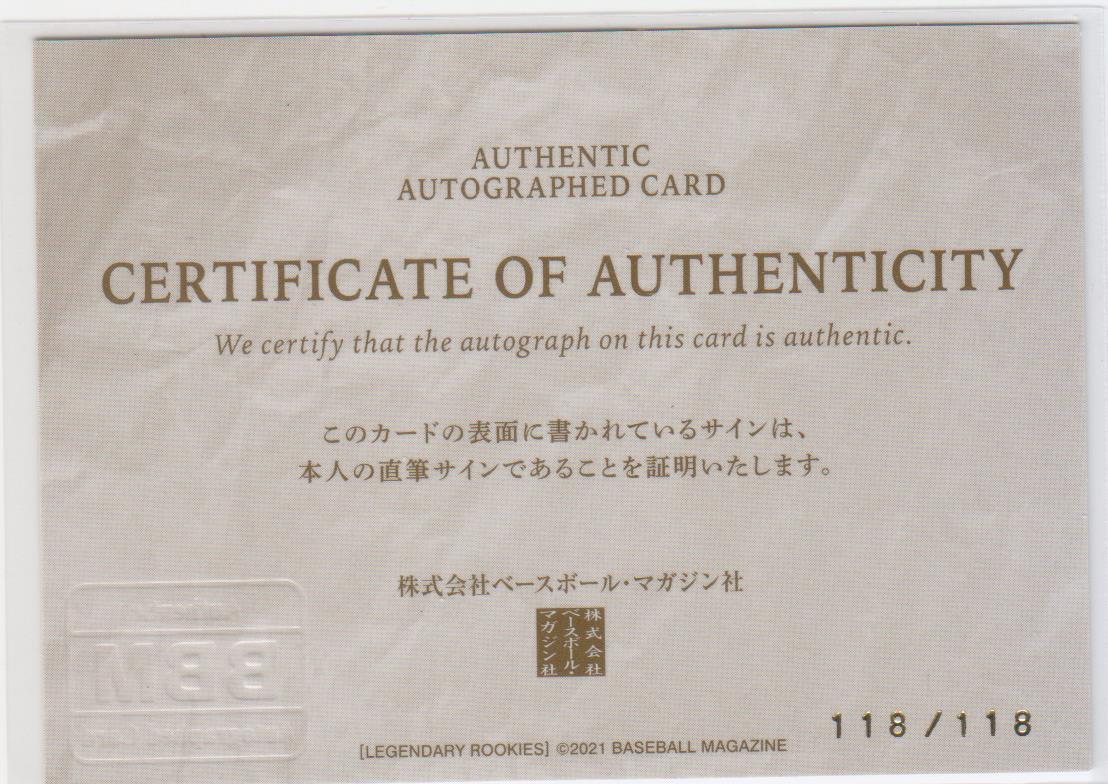 AUTHENTIC
AUTOGRAPHED CARD
CERTIFICATE OF AUTHENTICITY
We certify that the autograph on this card is authentic.
このカードの表面に書かれているサインは、
本人の直筆サインであることを証明いたします。
株式会社ベースボール・マガジン社
株式会社
ベースボール・
マガジン社
BBM
[LEGENDARY ROOKIES] ©2021 BASEBALL MAGAZINE
118/118